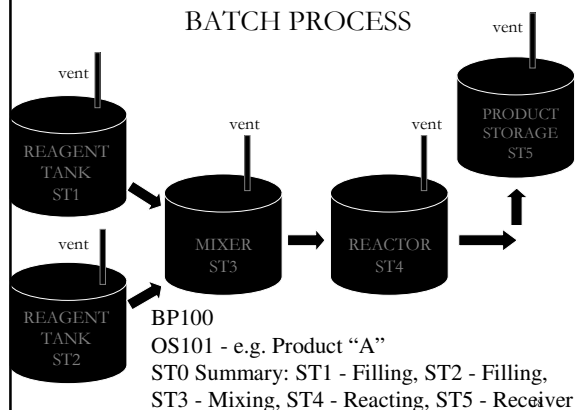 BATCH PROCESS
vent
REAGENT
TANK
ST1
vent
REAGENT
TANK
ST2
vent
MIXER
ST3
vent
REACTOR
ST4
vent
PRODUCT
STORAGE
ST5
BP100
OS101 - e.g. Product “A”
ST0 Summary: ST1 - Filling, ST2 - Filling,
ST3 - Mixing, ST4 - Reacting, ST5 - Receiver